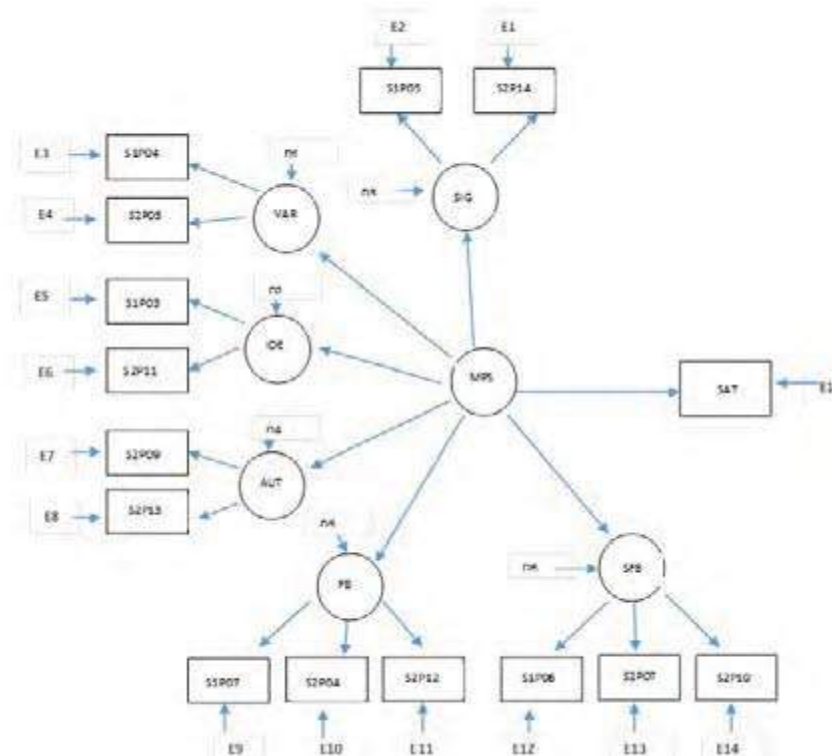 E2
E1
S1P05
S2P14
E3
S1P04
VAR
SIG
E4
S2P05
E5
S1P03
IDE
E6
S2P11
MPS
SAT
E7
S2P09
AUT
E8
S2P13
FB
SFB
S2P04
S2P12
S1P06
S2P07
S2P10
E9
E10
E11
E12
E13
E14